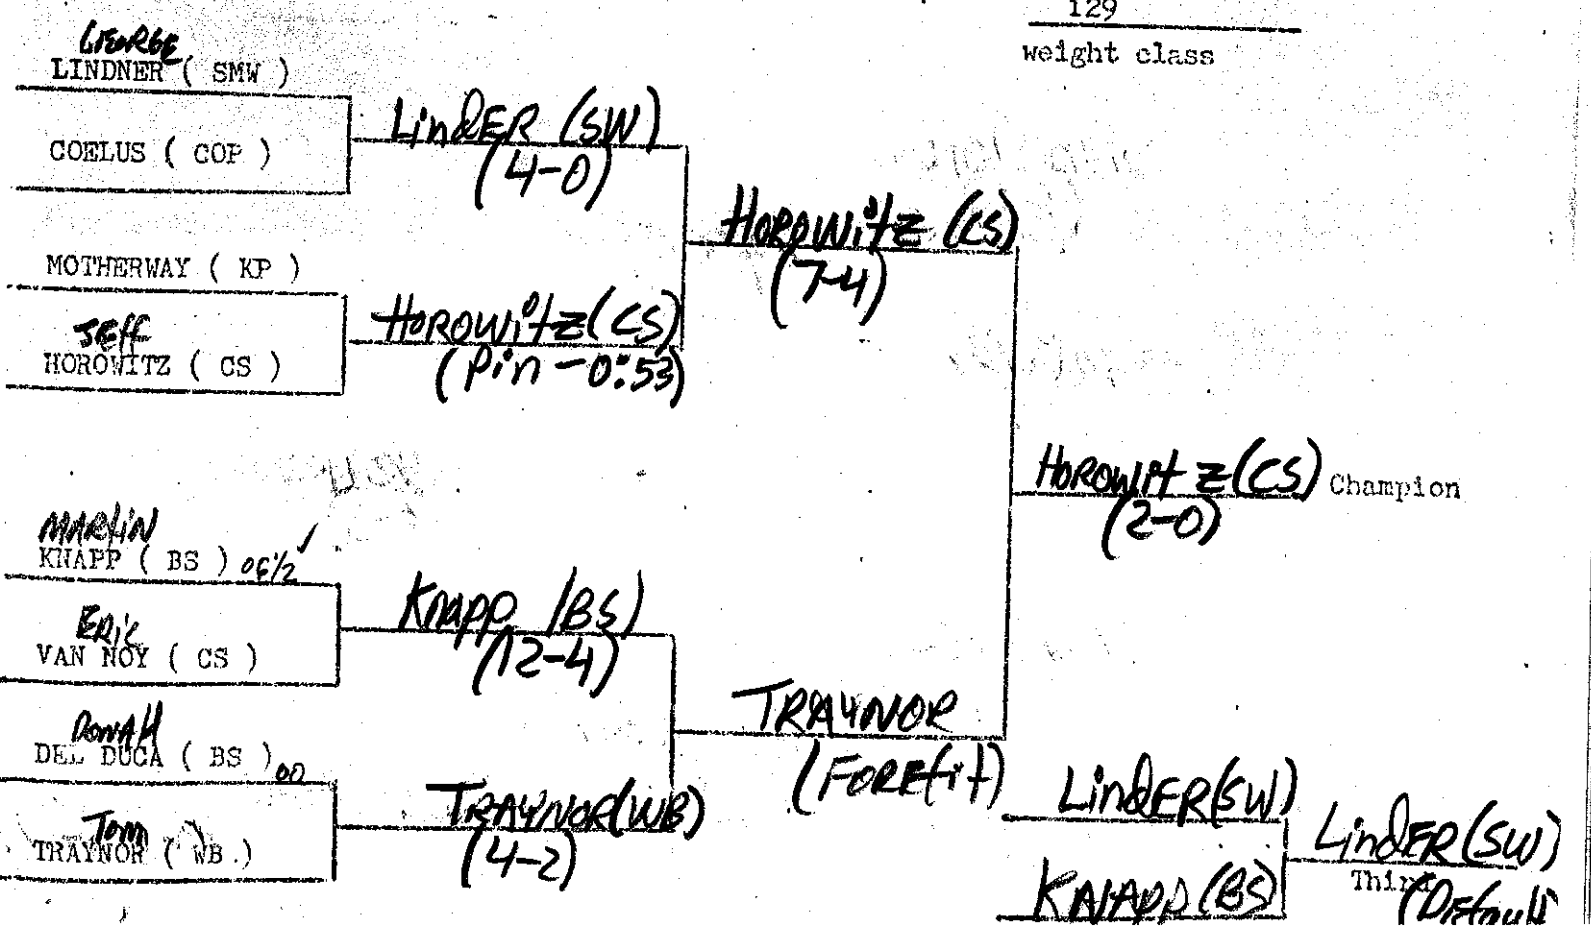 129
weight class
GEORGE
LINDNER ( SMW )
COELUS ( COP )
LindER (SW)
(4-0)
MOTHERWAY ( KP )
JEff
HOROWITZ ( CS )
HOROWitZ (CS)
(Pin - 0:53)
HOROWitZ (CS)
(7-4)
MARtiN
KNAPP ( BS ) ✓
ERiC
VAN NOY ( CS )
Knapp (BS)
(12-4)
DEL DUCA ( BS ) 00
Tom
TRAYNOR ( WB )
TRAYNOR (WB)
(4-2)
TRAYNOR
(FOREfit)
HOROWitZ (CS) Champion
(2-0)
LindER (SW)
KNAPP (BS)
LindER (SW)
Third
(DEfault